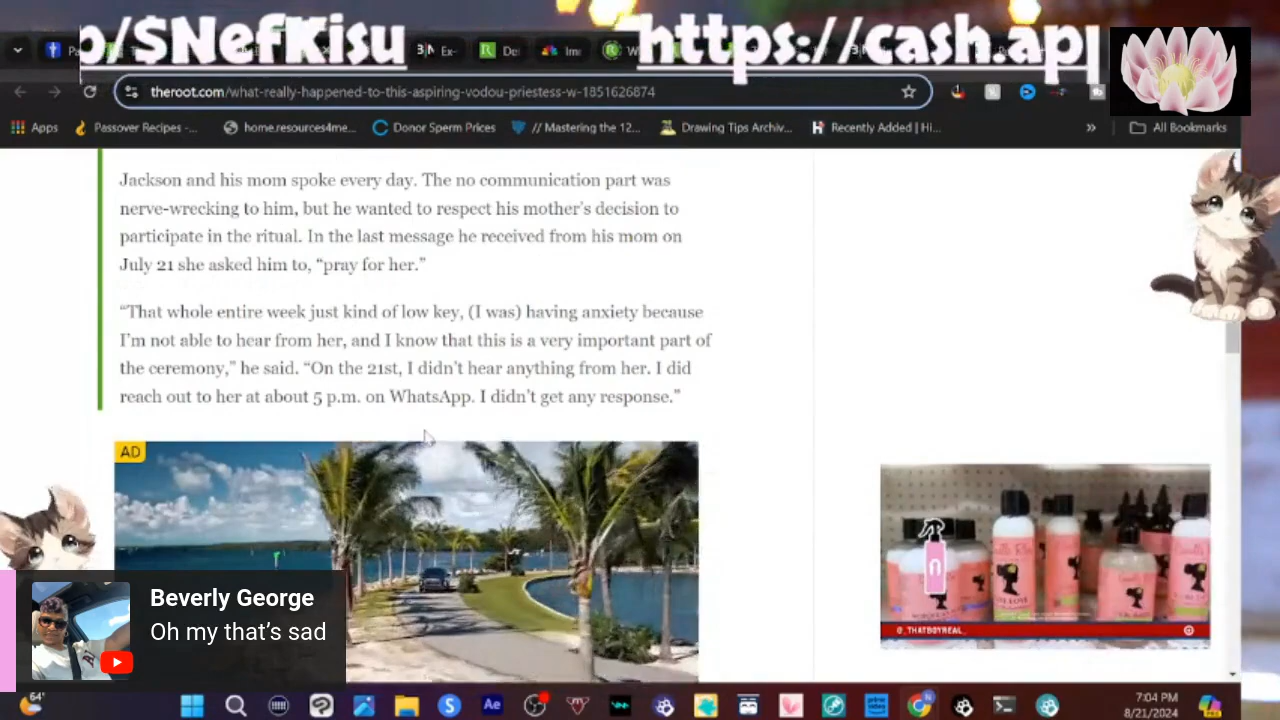 p/$NefKisu
https://cash.ap
Ex-
De
Im
theroot.com/what-really-happened-to-this-aspiring-vodou-priestess-w-1851626874
Apps
Passover Recipes -...
home.resources4me...
Donor Sperm Prices
// Mastering the 12...
Drawing Tips Archiv...
Recently Added | Hi...
»
All Bookmarks
Jackson and his mom spoke every day. The no communication part was
nerve-wrecking to him, but he wanted to respect his mother's decision to
participate in the ritual. In the last message he received from his mom on
July 21 she asked him to, “pray for her.”
“That whole entire week just kind of low key, (I was) having anxiety because
I'm not able to hear from her, and I know that this is a very important part of
the ceremony,” he said. “On the 21st, I didn't hear anything from her. I did
reach out to her at about 5 p.m. on WhatsApp. I didn't get any response.”
AD
@_THATBOYREAL_
Beverly George
Oh my that’s sad
64°
Ae
7:04 PM
8/21/2024